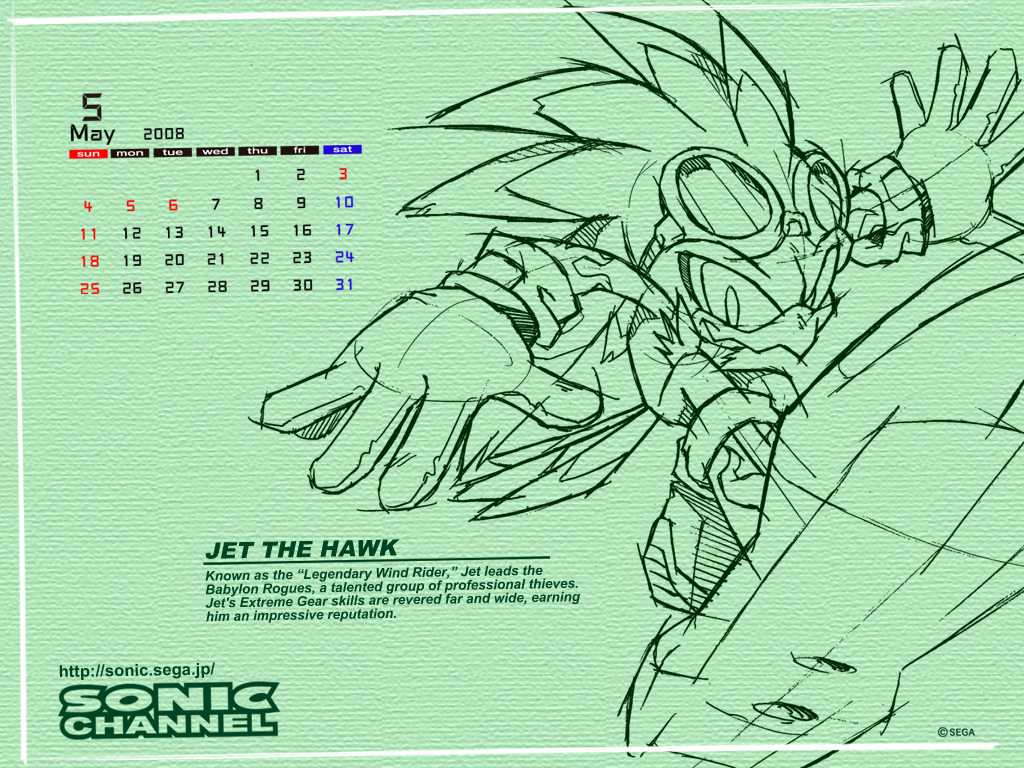 5
May 2008
sun mon tue wed thu fri sat
1 2 3
4 5 6 7 8 9 10
11 12 13 14 15 16 17
18 19 20 21 22 23 24
25 26 27 28 29 30 31
JET THE HAWK
Known as the “Legendary Wind Rider,” Jet leads the
Babylon Rogues, a talented group of professional thieves.
Jet's Extreme Gear skills are revered far and wide, earning
him an impressive reputation.
http://sonic.sega.jp/
SONIC
CHANNEL
©SEGA